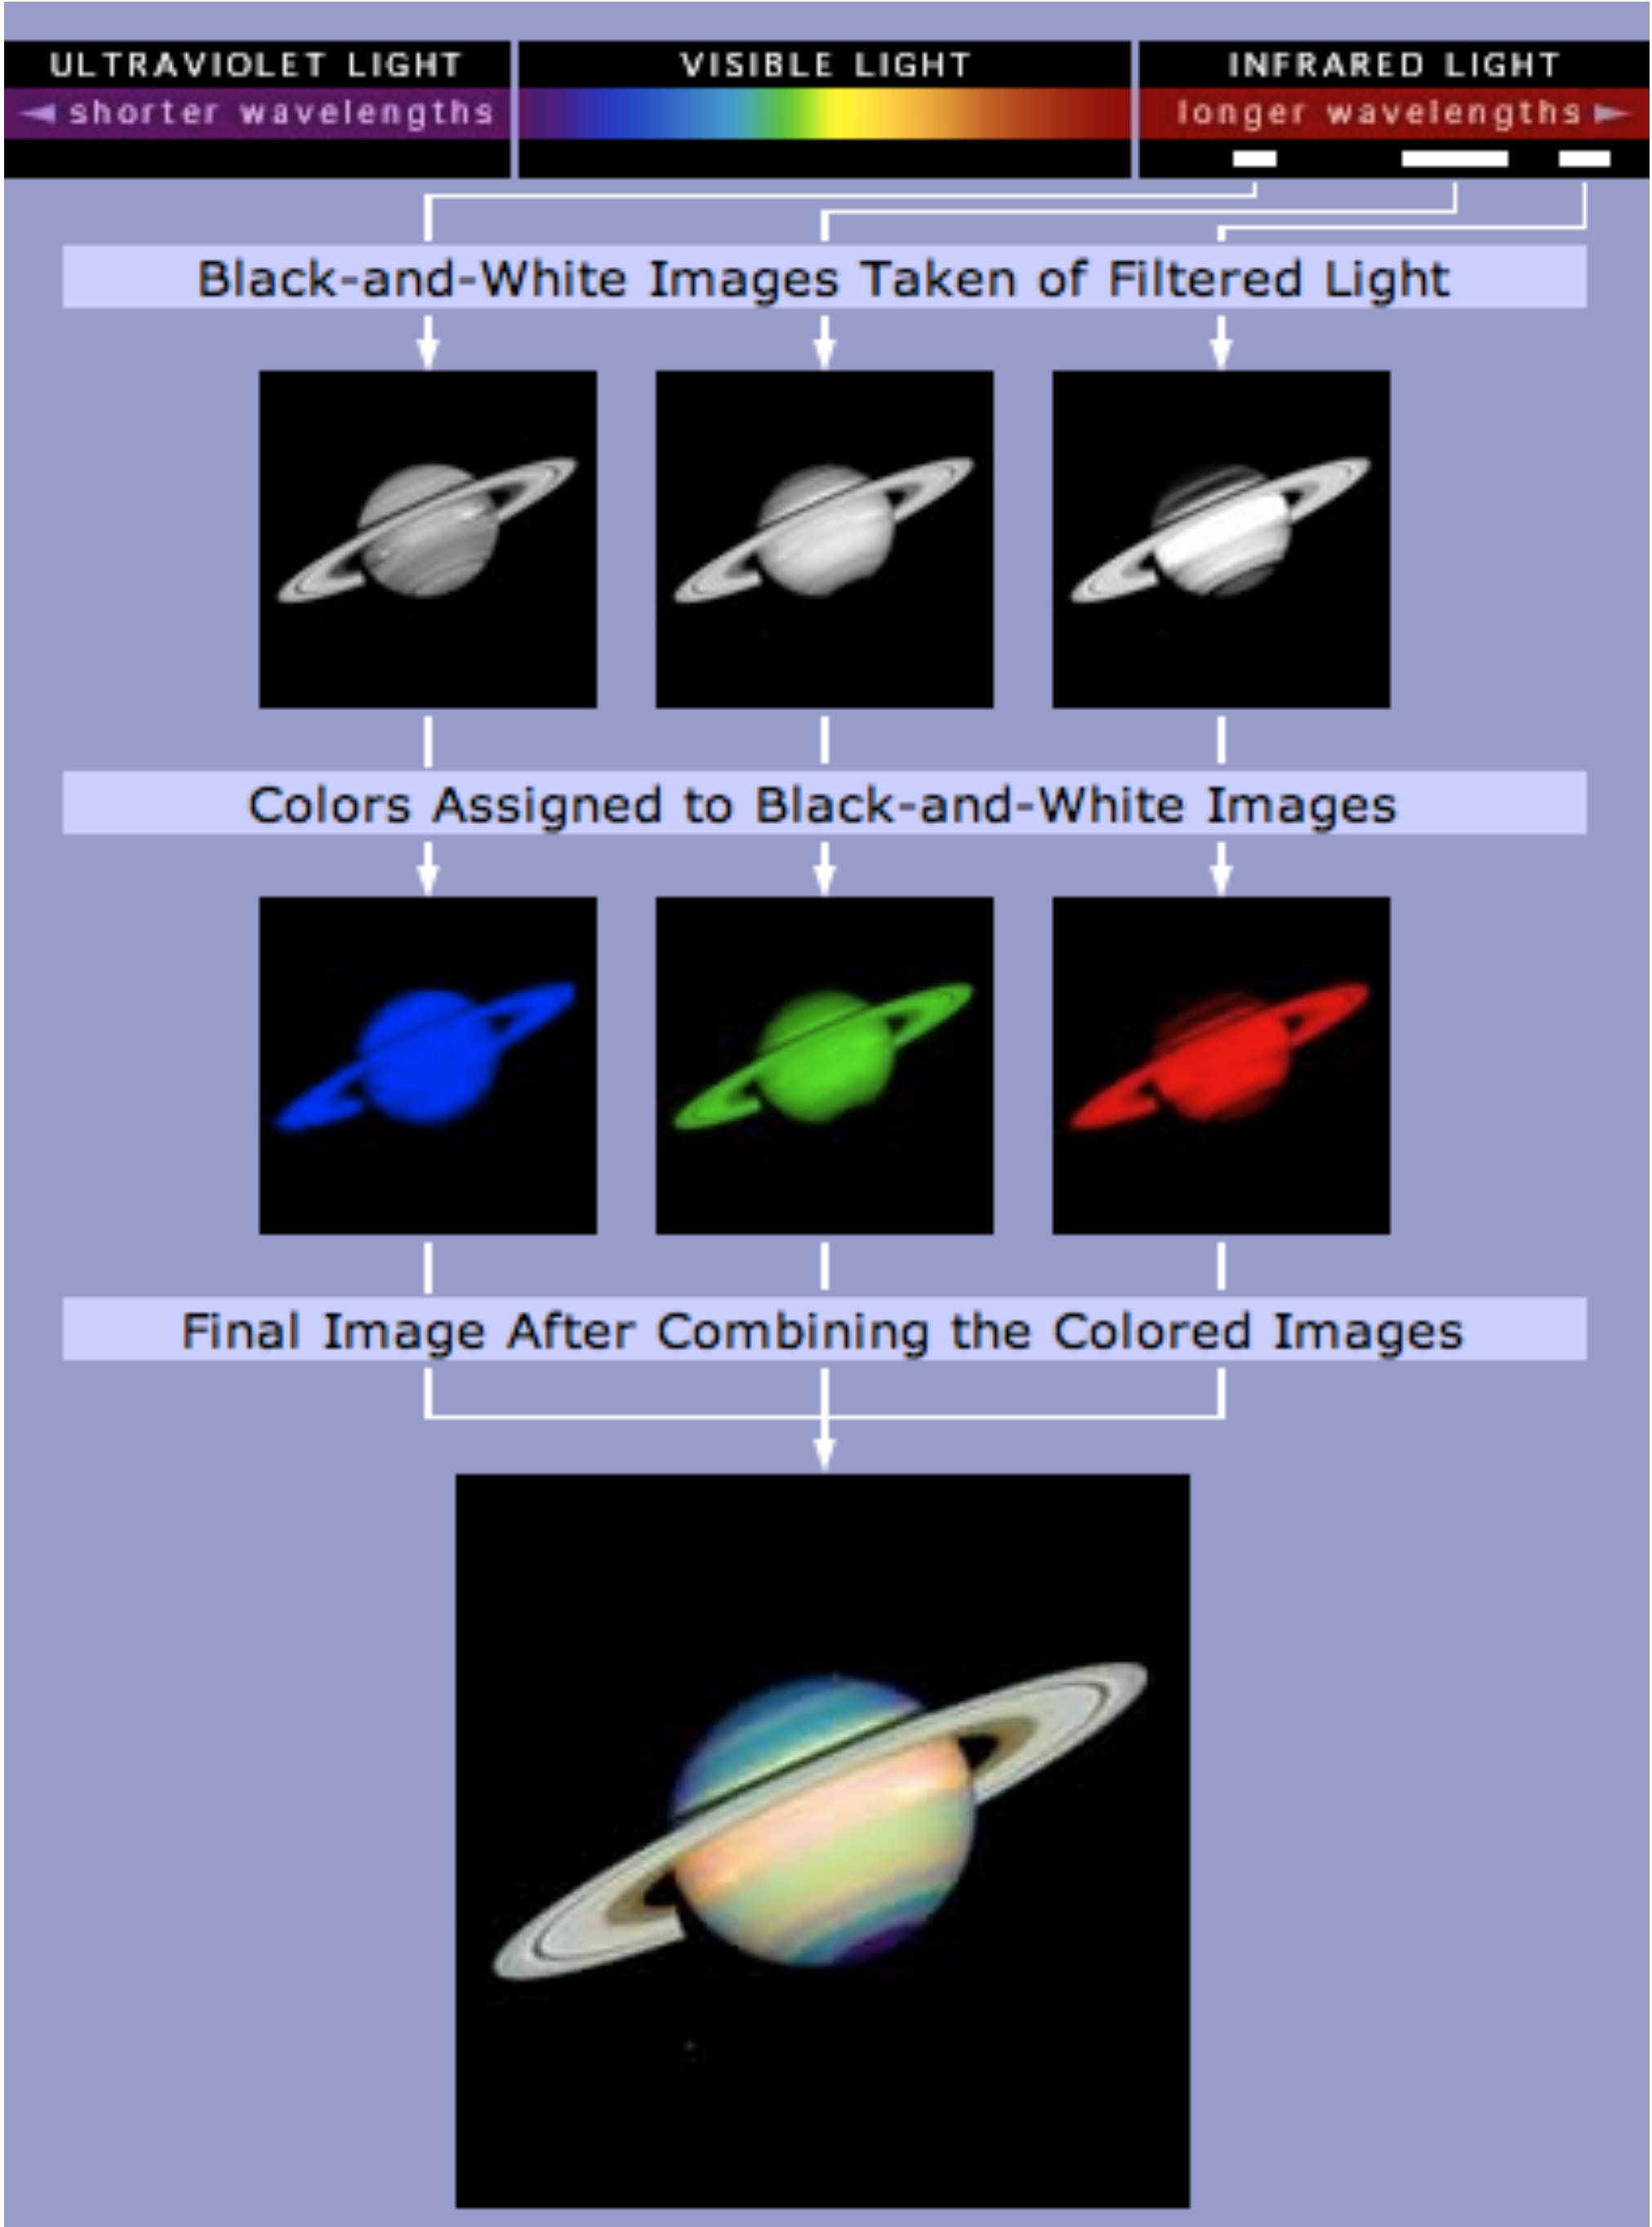 ULTRAVIOLET LIGHT
VISIBLE LIGHT
INFRARED LIGHT
shorter wavelengths
longer wavelengths
Black-and-White Images Taken of Filtered Light
Colors Assigned to Black-and-White Images
Final Image After Combining the Colored Images